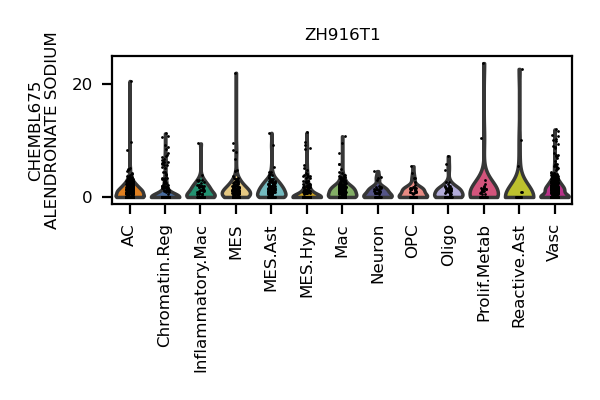 ZH916T1
CHEMBL675
ALENDRONATE SODIUM
20
0
AC
Chromatin.Reg
Inflammatory.Mac
MES
MES.Ast
MES.Hyp
Mac
Neuron
OPC
Oligo
Prolif.Metab
Reactive.Ast
Vasc